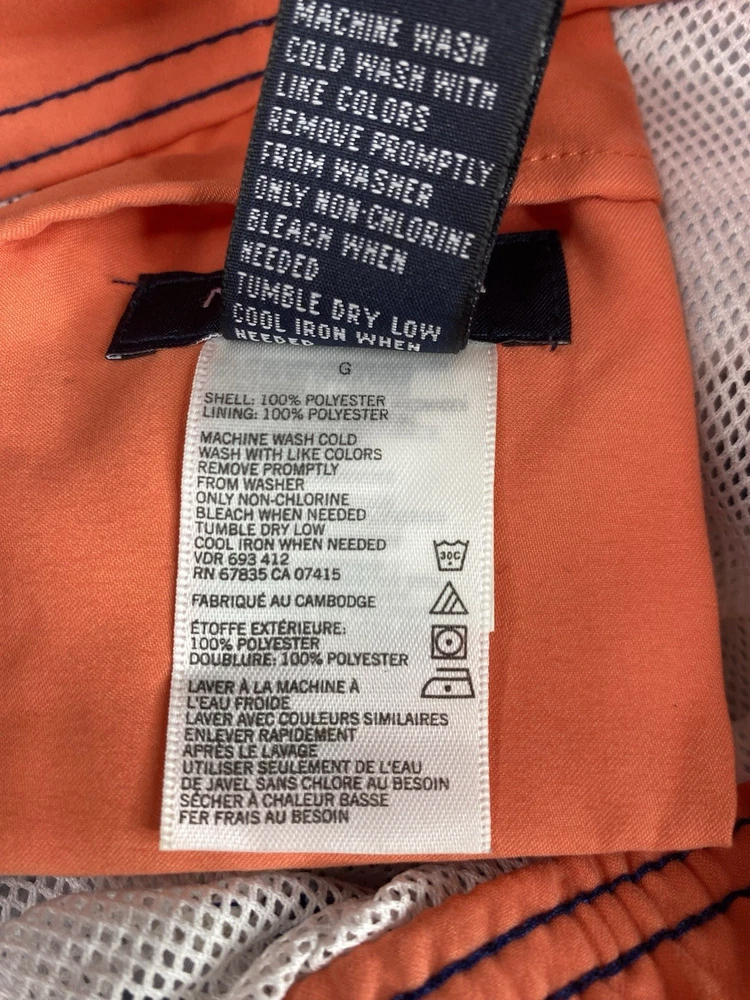 MACHINE WASH
COLD WASH WITH
LIKE COLORS
REMOVE PROMPTLY
FROM WASHER
ONLY NON-CHLORINE
BLEACH WHEN
NEEDED
TUMBLE DRY LOW
COOL IRON WHEN
NEEDED
G
SHELL: 100% POLYESTER
LINING: 100% POLYESTER
MACHINE WASH COLD
WASH WITH LIKE COLORS
REMOVE PROMPTLY
FROM WASHER
ONLY NON-CHLORINE
BLEACH WHEN NEEDED
TUMBLE DRY LOW
COOL IRON WHEN NEEDED
VDR 693 412
RN 67835 CA 07415
30C
FABRIQUÉ AU CAMBODGE
ÉTOFFE EXTÉRIEURE:
100% POLYESTER
DOUBLURE: 100% POLYESTER
LAVER À LA MACHINE À
L'EAU FROIDE
LAVER AVEC COULEURS SIMILAIRES
ENLEVER RAPIDEMENT
APRÈS LE LAVAGE
UTILISER SEULEMENT DE L'EAU
DE JAVEL SANS CHLORE AU BESOIN
SÉCHER À CHALEUR BASSE
FER FRAIS AU BESOIN